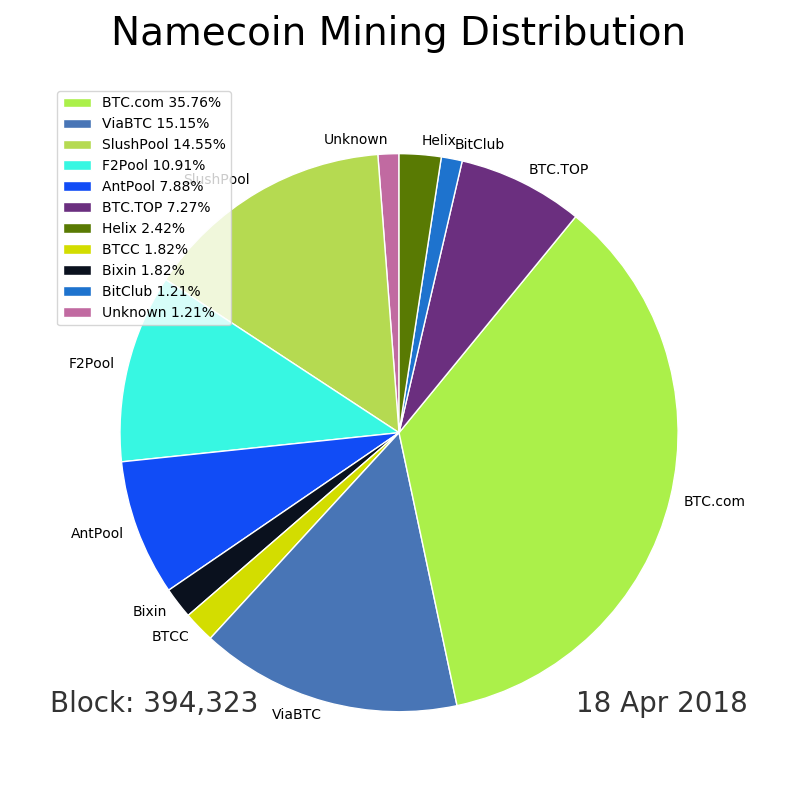 Namecoin Mining Distribution
BTC.com 35.76%
ViaBTC 15.15%
SlushPool 14.55%
F2Pool 10.91%
AntPool 7.88%
BTC.TOP 7.27%
Helix 2.42%
BTCC 1.82%
Bixin 1.82%
BitClub 1.21%
Unknown 1.21%
Unknown
Helix
BitClub
BTC.TOP
SlushPool
F2Pool
BTC.com
AntPool
Bixin
BTCC
ViaBTC
Block: 394,323
18 Apr 2018